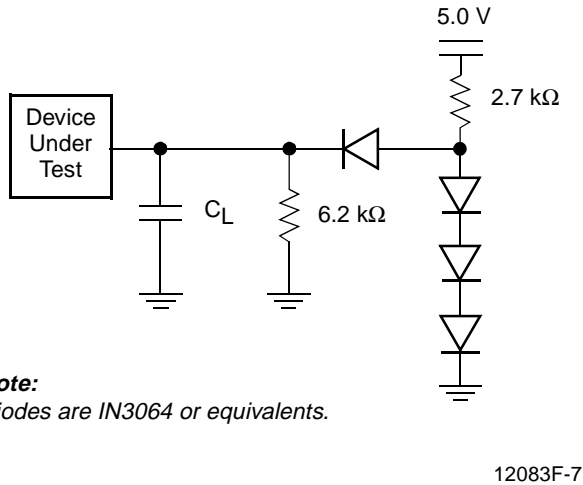 5.0 V
2.7 kΩ
Device
Under
Test
CL
6.2 kΩ
ote:
iodes are IN3064 or equivalents.
12083F-7